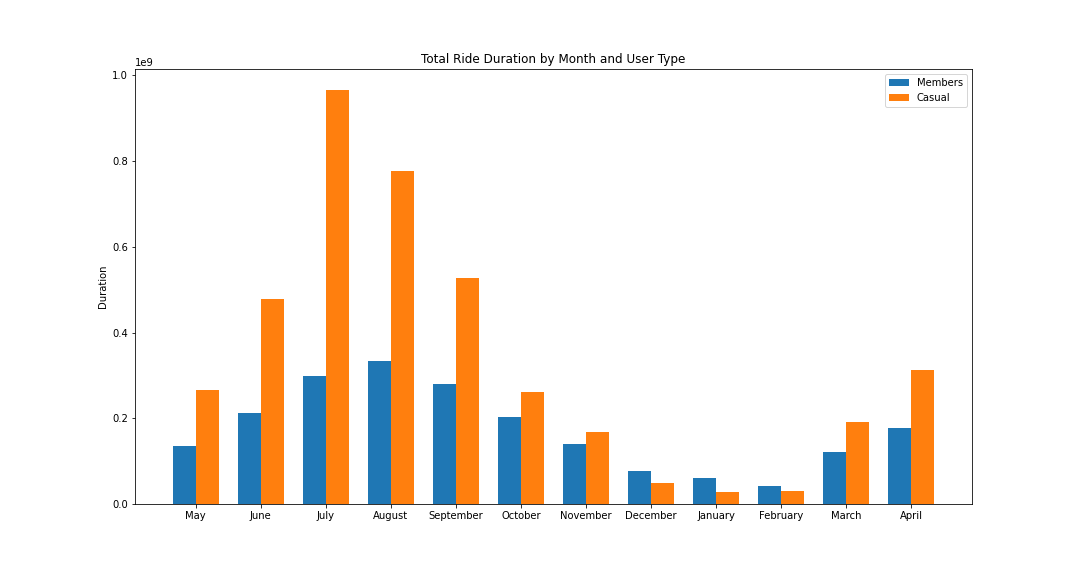 Total Ride Duration by Month and User Type
1e9
1.0
0.8
0.6
0.4
0.2
0.0
Duration
Members
Casual
May June July August September October November December January February March April